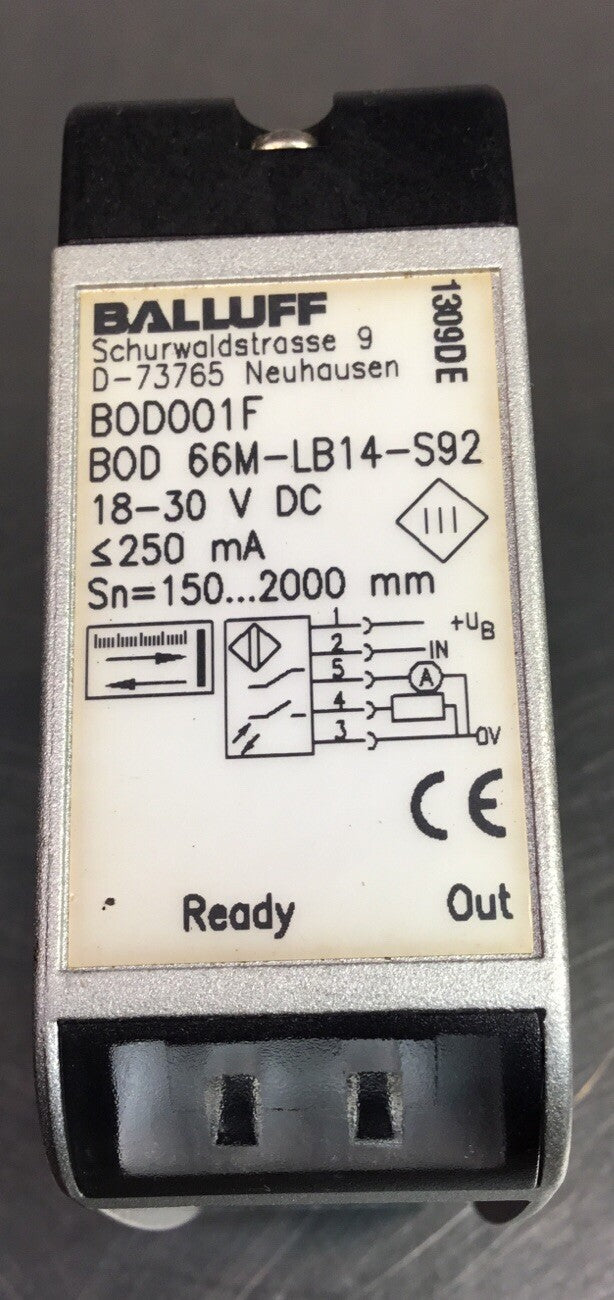 BALLUFF
1309DE
Schurwaldstrasse 9
D-73765 Neuhausen
BOD001F
BOD 66M-LB14-S92
18-30 V DC
III
≤250 mA
Sn=150...2000 mm
1 +UB
2 IN
5 A
4
3 0V
CE
Ready Out